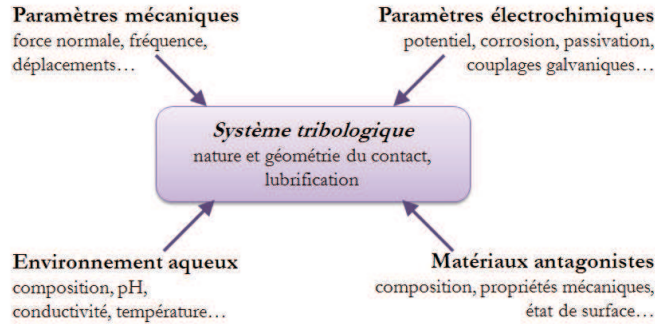 Paramètres mécaniques
force normale, fréquence,
déplacements…
Paramètres électrochimiques
potentiel, corrosion, passivation,
couplages galvaniques…
Système tribologique
nature et géométrie du contact,
lubrification
Environnement aqueux
composition, pH,
conductivité, température…
Matériaux antagonistes
composition, propriétés mécaniques,
état de surface…